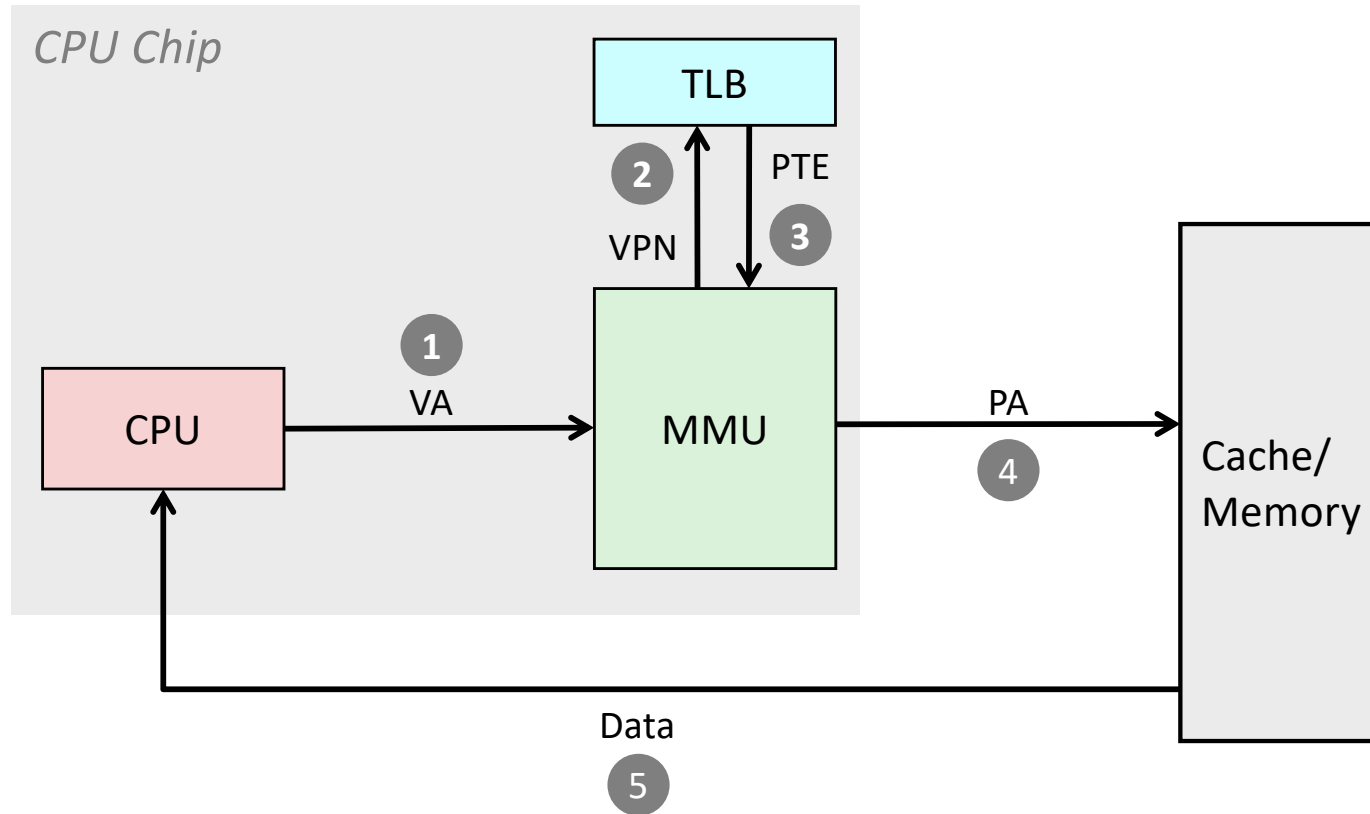 CPU Chip
TLB
2
PTE
VPN
3
1
VA
CPU
MMU
PA
4
Cache/
Memory
Data
5